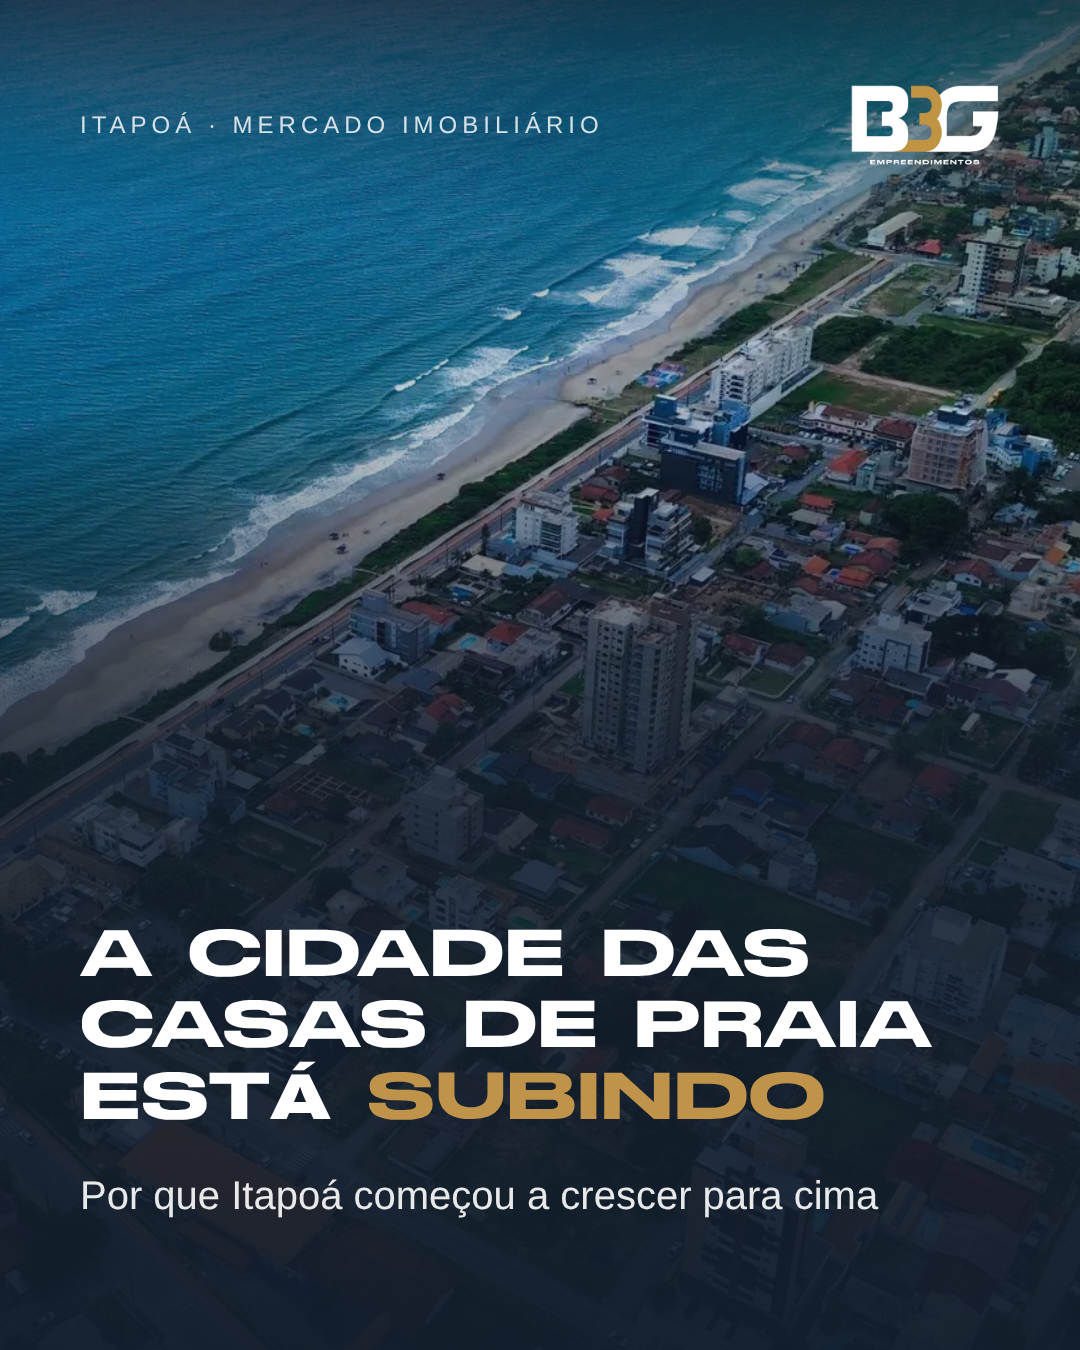 ITAPOÁ · MERCADO IMOBILIÁRIO
B3G
EMPREENDIMENTOS
A CIDADE DAS
CASAS DE PRAIA
ESTÁ SUBINDO
Por que Itapoá começou a crescer para cima